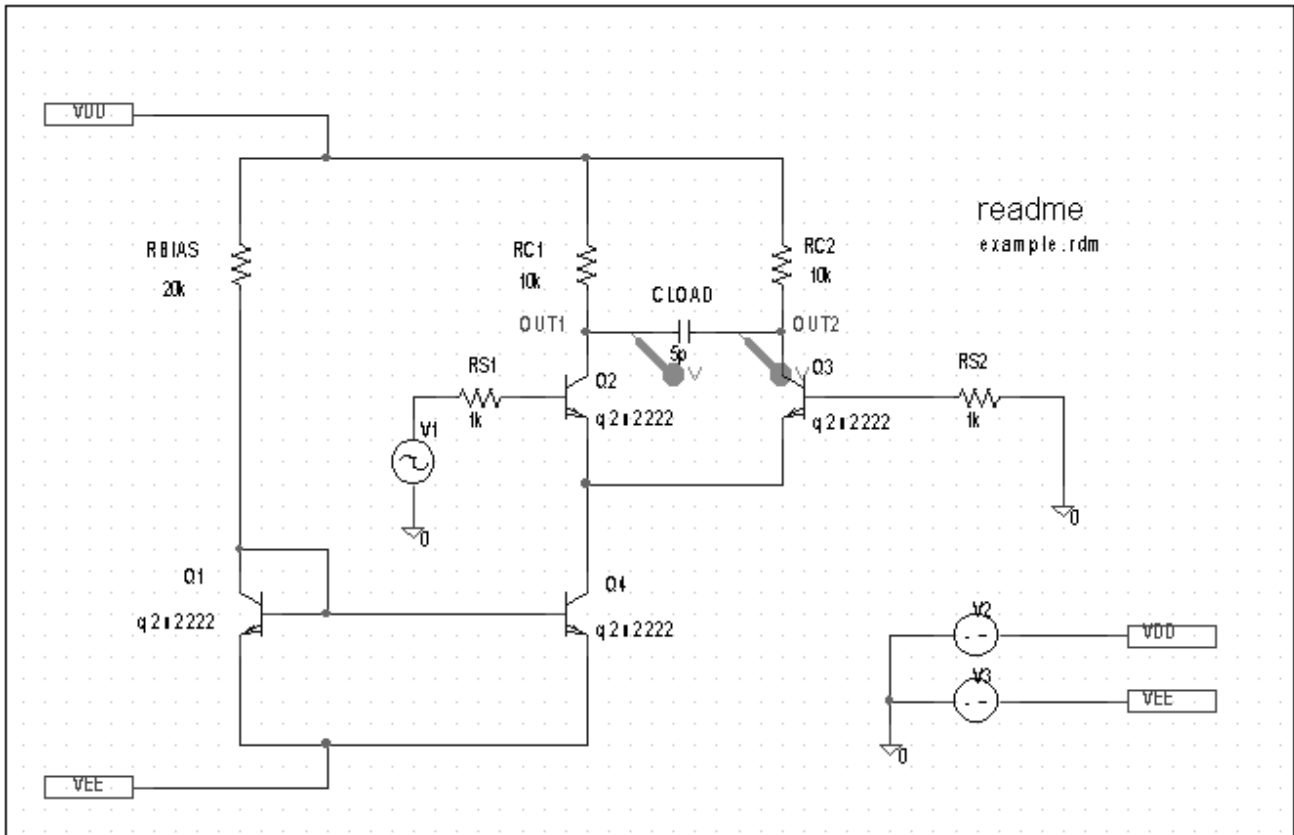 VDD
readme
example.rdm
RBIAS
20k
RC1
10k
RC2
10k
CLOAD
OUT1
OUT2
5p
V
V
RS1
1k
Q2
q2n2222
Q3
q2n2222
RS2
1k
V1
0
0
Q1
q2n2222
Q4
q2n2222
V2
VDD
V3
VEE
0
VEE